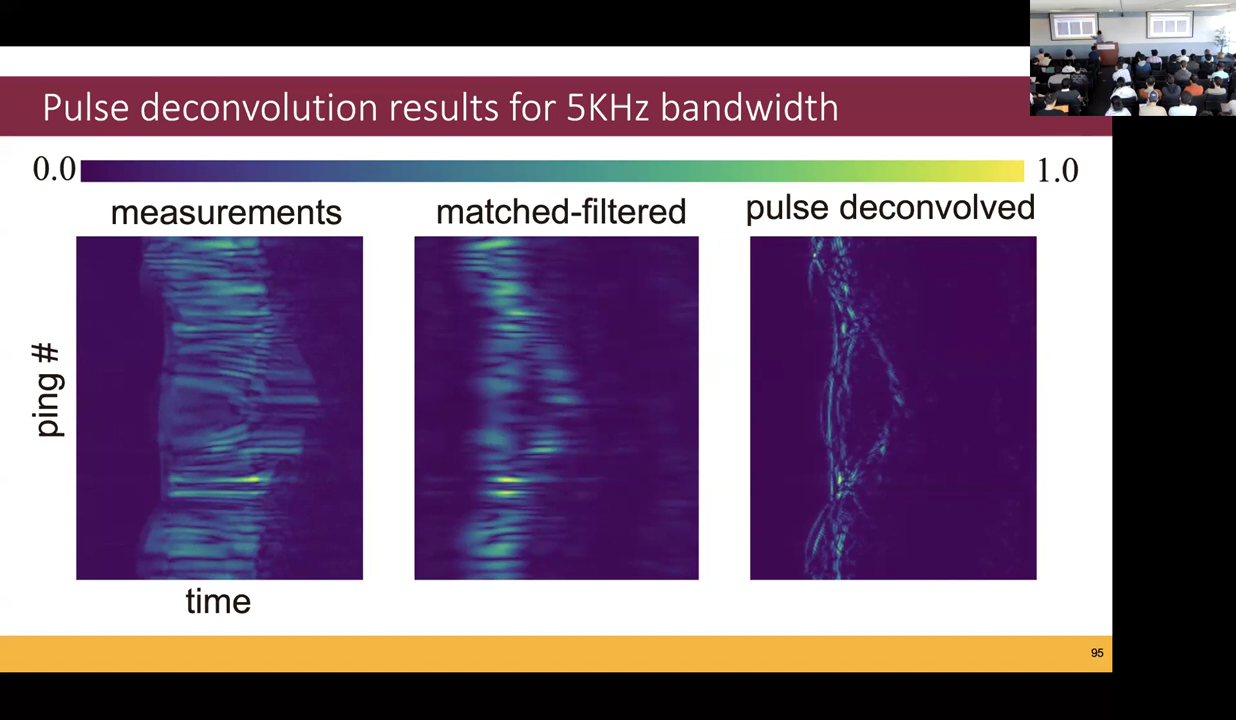 Pulse deconvolution results for 5KHz bandwidth
0.0 1.0
measurements matched-filtered pulse deconvolved
ping #
time
95